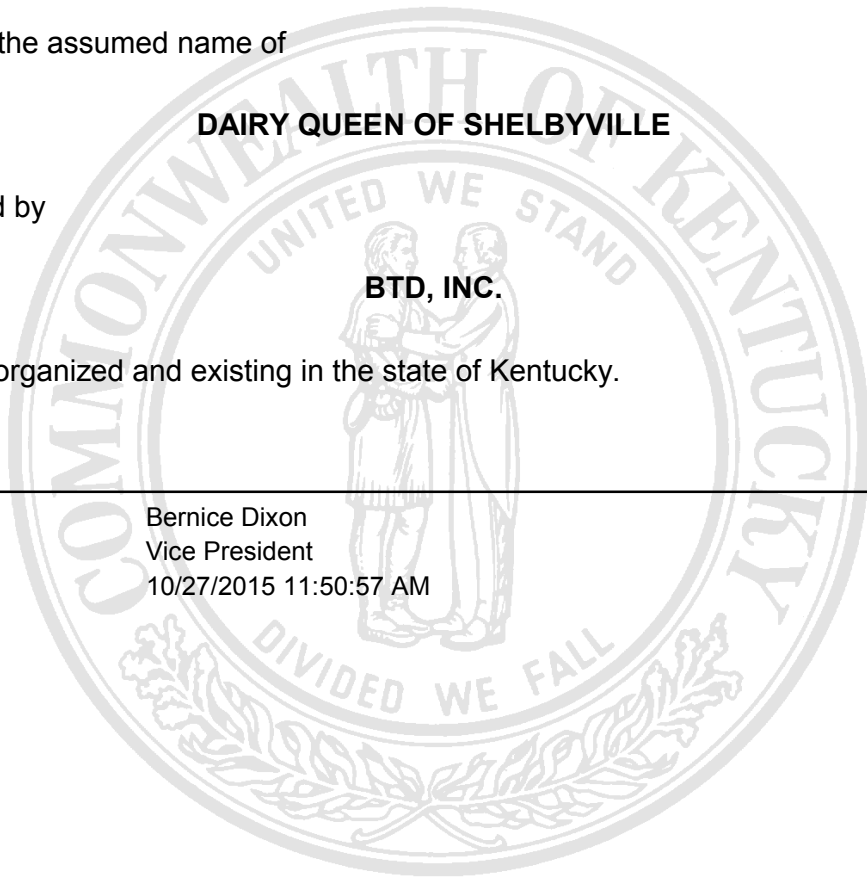 the assumed name of
DAIRY QUEEN OF SHELBYVILLE
d by
BTD, INC.
organized and existing in the state of Kentucky.
Bernice Dixon
Vice President
10/27/2015 11:50:57 AM
COMMONWEALTH OF KENTUCKY
UNITED WE STAND
DIVIDED WE FALL